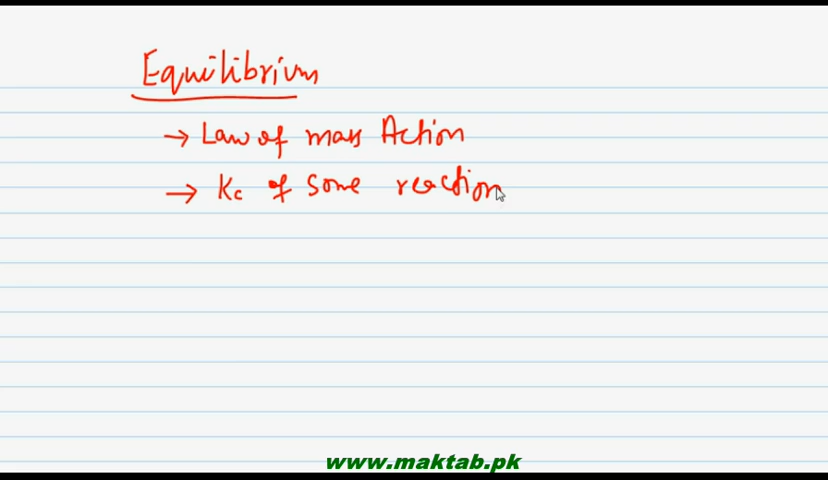 Equilibrium
→ Law of mass Action
→ Kc of some reaction
www.maktab.pk